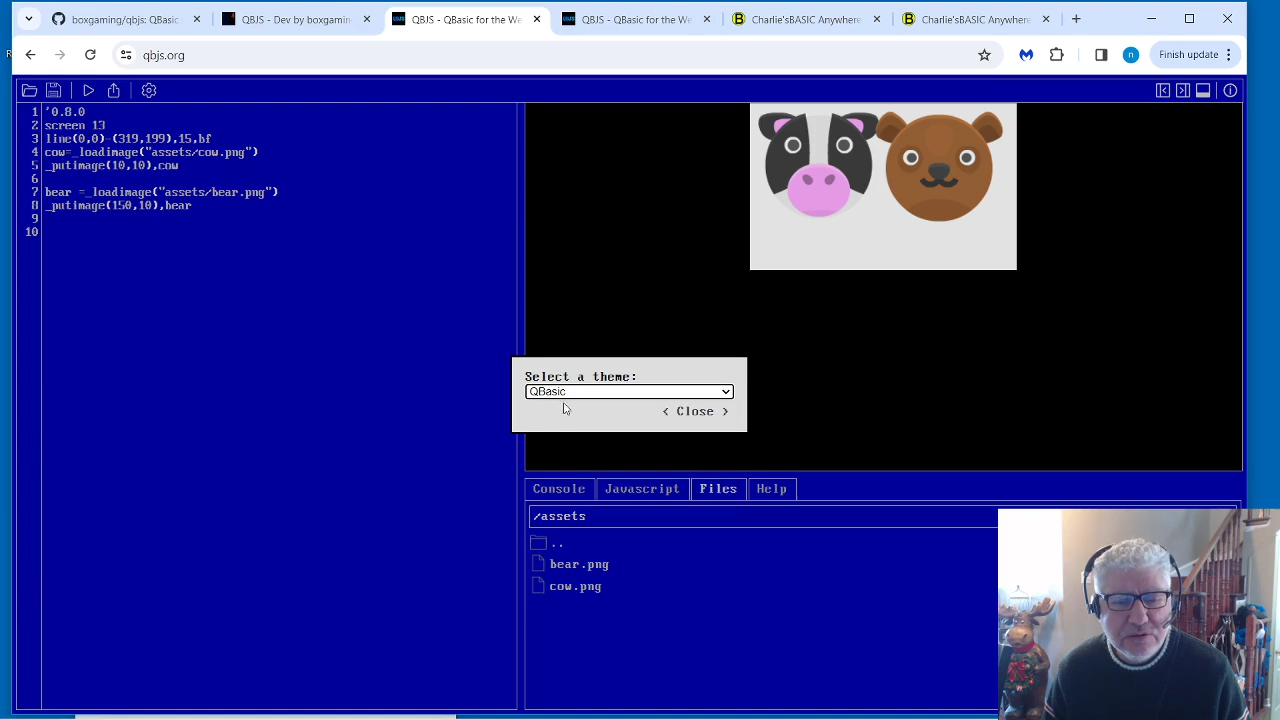 boxgaming/qbjs: QBasic
QBJS - Dev by boxgamin
QBJS - QBasic for the We
QBJS - QBasic for the We
Charlie'sBASIC Anywhere
Charlie'sBASIC Anywhere
qbjs.org
n
Finish update
1 '0.8.0
2 screen 13
3 line(0,0)-(319,199),15,bf
4 cow=_loadimage("assets/cow.png")
5 _putimage(10,10),cow
6
7 bear =_loadimage("assets/bear.png")
8 _putimage(150,10),bear
9
10
Select a theme:
QBasic
< Close >
Console Javascript Files Help
/assets
..
bear.png
cow.png